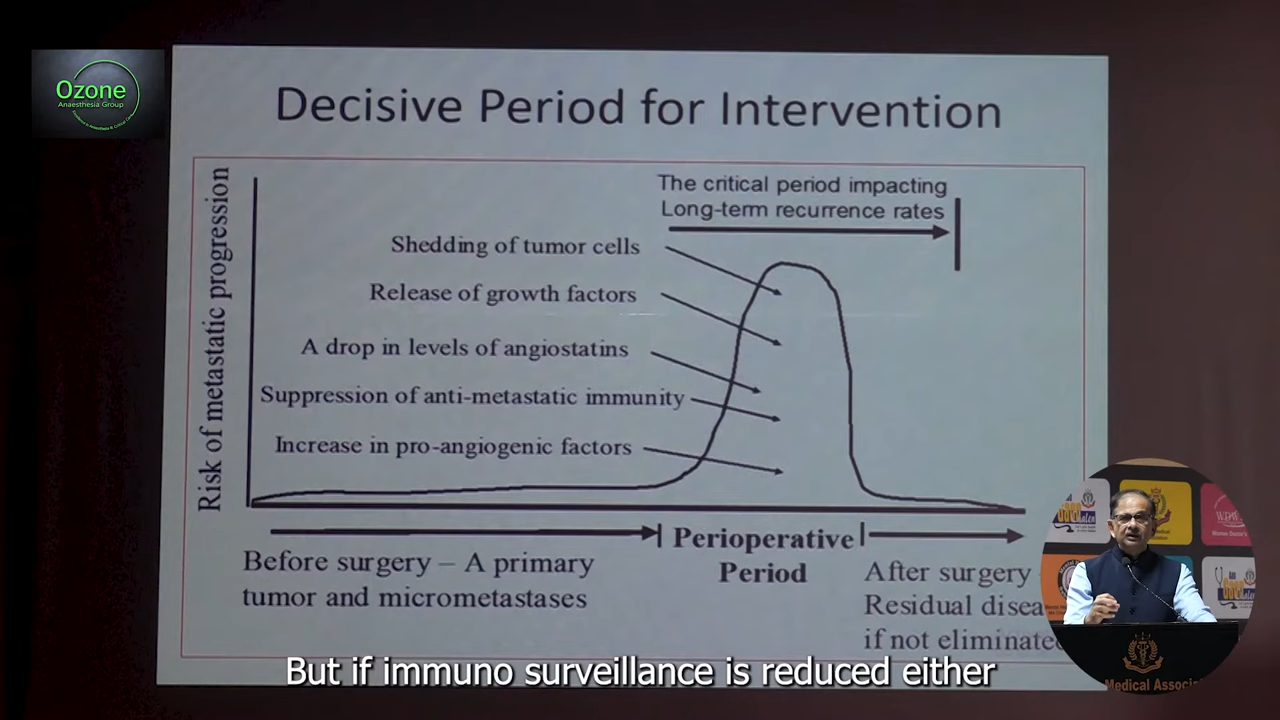 Ozone
Anaesthesia Group
Decisive Period for Intervention
Risk of metastatic progression
The critical period impacting
Long-term recurrence rates
Shedding of tumor cells
Release of growth factors
A drop in levels of angiostatins
Suppression of anti-metastatic immunity
Increase in pro-angiogenic factors
Before surgery – A primary
tumor and micrometastases
Perioperative
Period
After surgery
Residual disea
if not eliminated
But if immuno surveillance is reduced either
Medical Associa